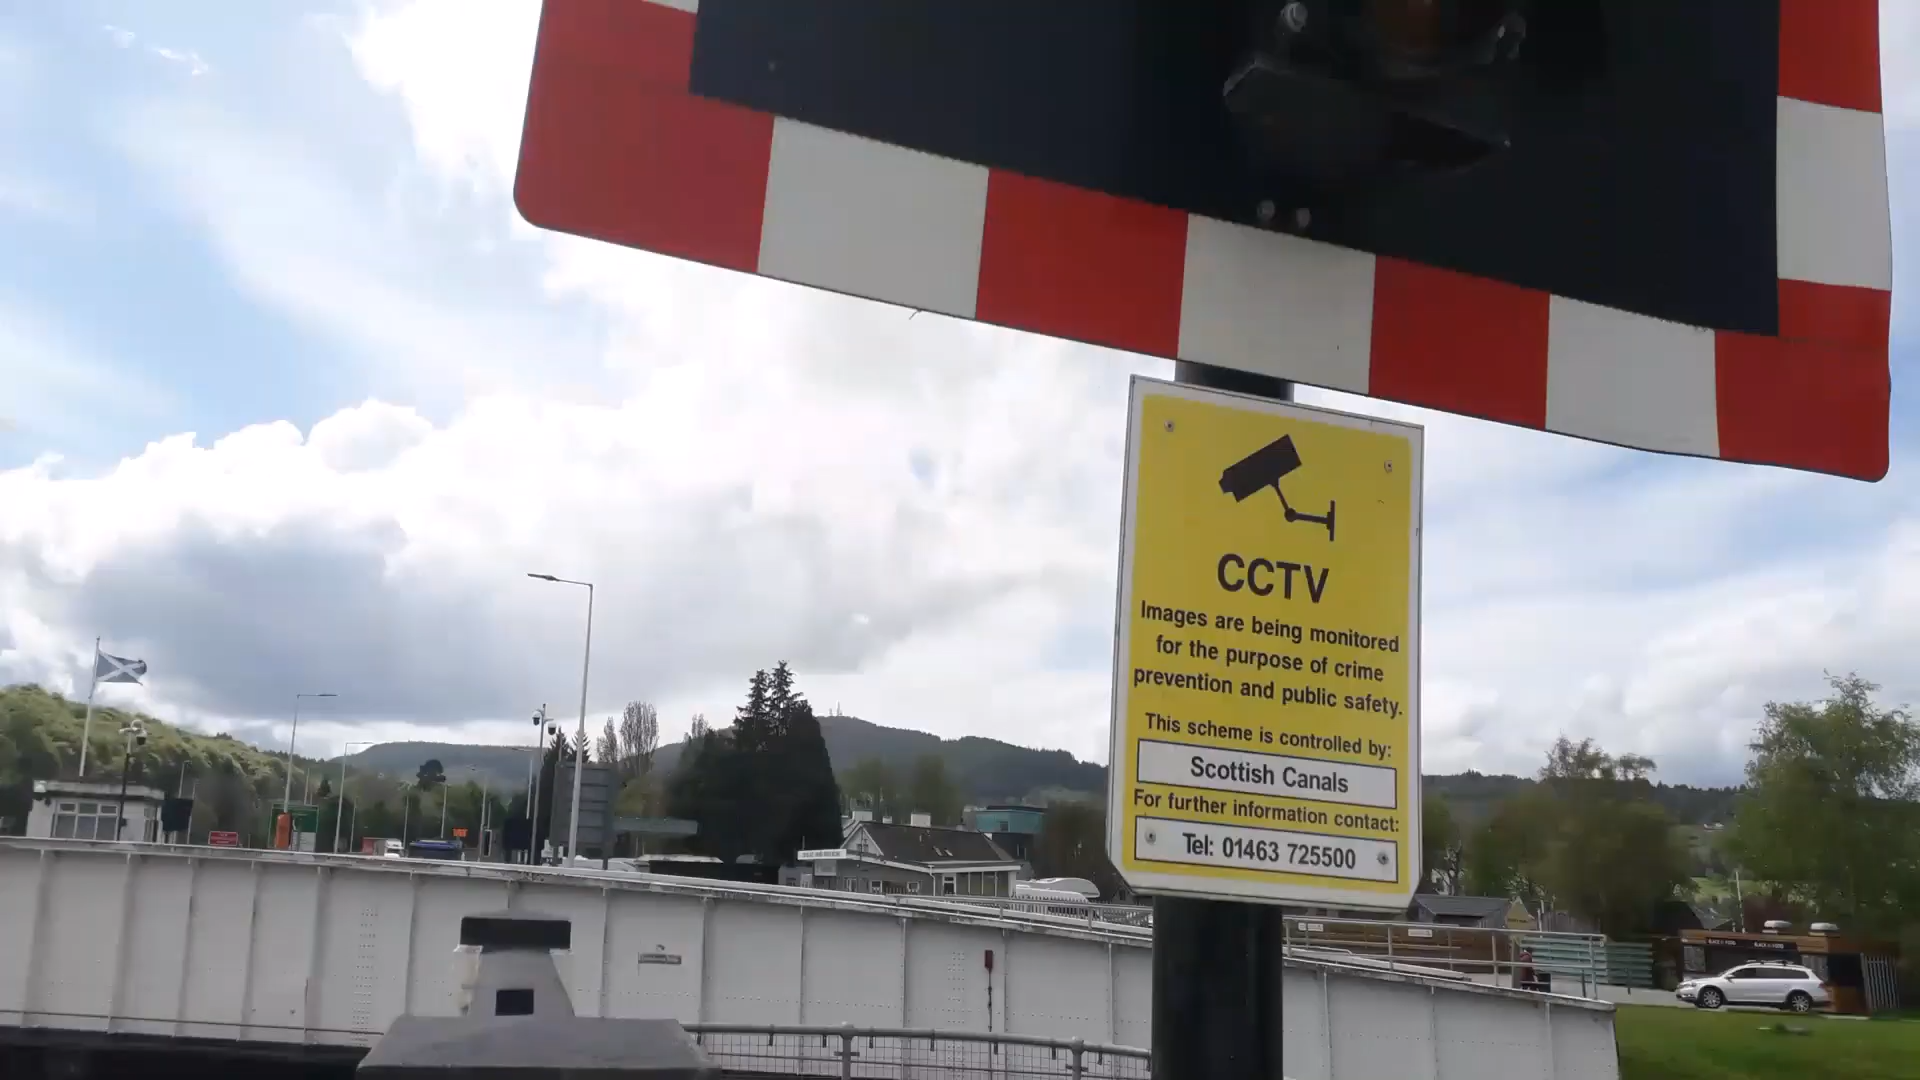 CCTV
Images are being monitored
for the purpose of crime
prevention and public safety.
This scheme is controlled by:
Scottish Canals
For further information contact:
Tel: 01463 725500